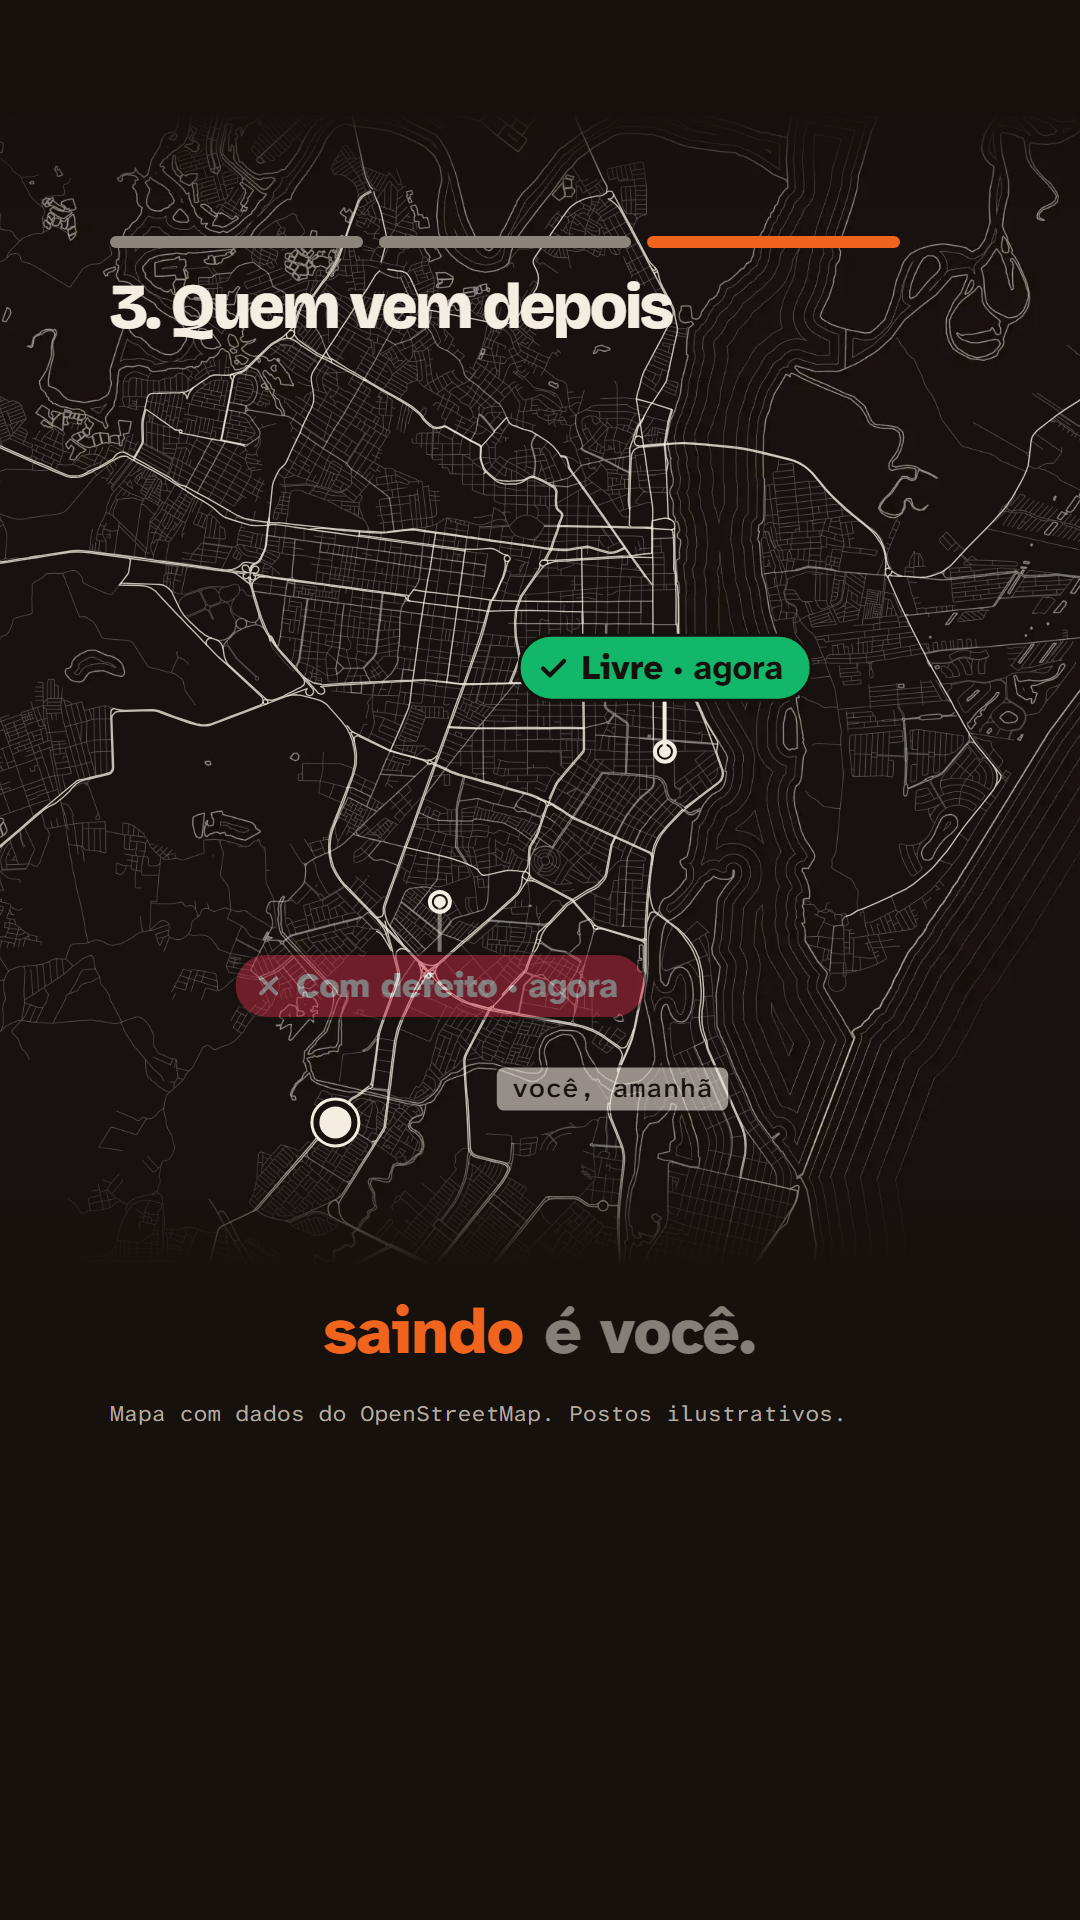 3. Quem vem depois
Livre · agora
Com defeito · agora
você, amanhã
saindo é você.
Mapa com dados do OpenStreetMap. Postos ilustrativos.